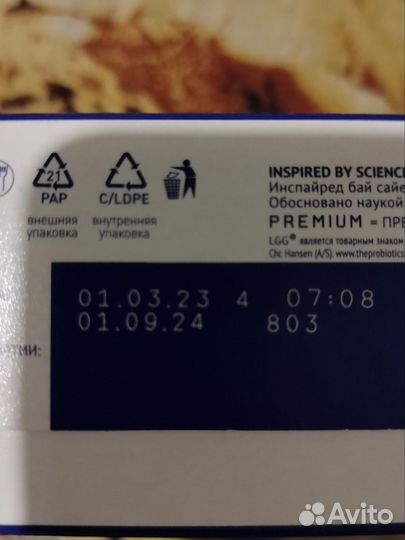 INSPIRED BY SCIENCE
Инспайред бай сайе
Обосновано наукой
PREMIUM = ПРЕ
LGG® является товарным знаком
Chr. Hansen (A/S). www.theprobiotics
21
PAP
C/LDPE
внешняя
упаковка
внутренняя
упаковка
01.03.23 4 07:08
01.09.24 803
Avito